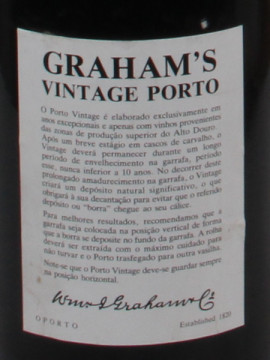 GRAHAM'S
VINTAGE PORTO
O Porto Vintage é elaborado exclusivamente em
anos excepcionais e apenas com vinhos provenientes
das zonas de produção superior do Alto Douro.
Após um breve estágio em cascos de carvalho, o
Vintage deverá permanecer durante um longo
período de envelhecimento na garrafa, período
esse, nunca inferior a 10 anos. No decorrer deste
prolongado amadurecimento na garrafa, o Vintage
criará um depósito natural significativo, o que
obrigará à sua decantação para evitar que o referido
depósito ou "borra" chegue ao seu cálice.
Para melhores resultados, recomendamos que a
garrafa seja colocada na posição vertical de forma
a que a borra se deposite no fundo da garrafa. A rolha
deverá ser extraída com o máximo cuidado para
não turvar e o Porto trasfegado para outra vasilha.
Note-se que o Porto Vintage deve-se guardar sempre
na posição horizontal.
Wm & J Graham & Co
OPORTO Established, 1820